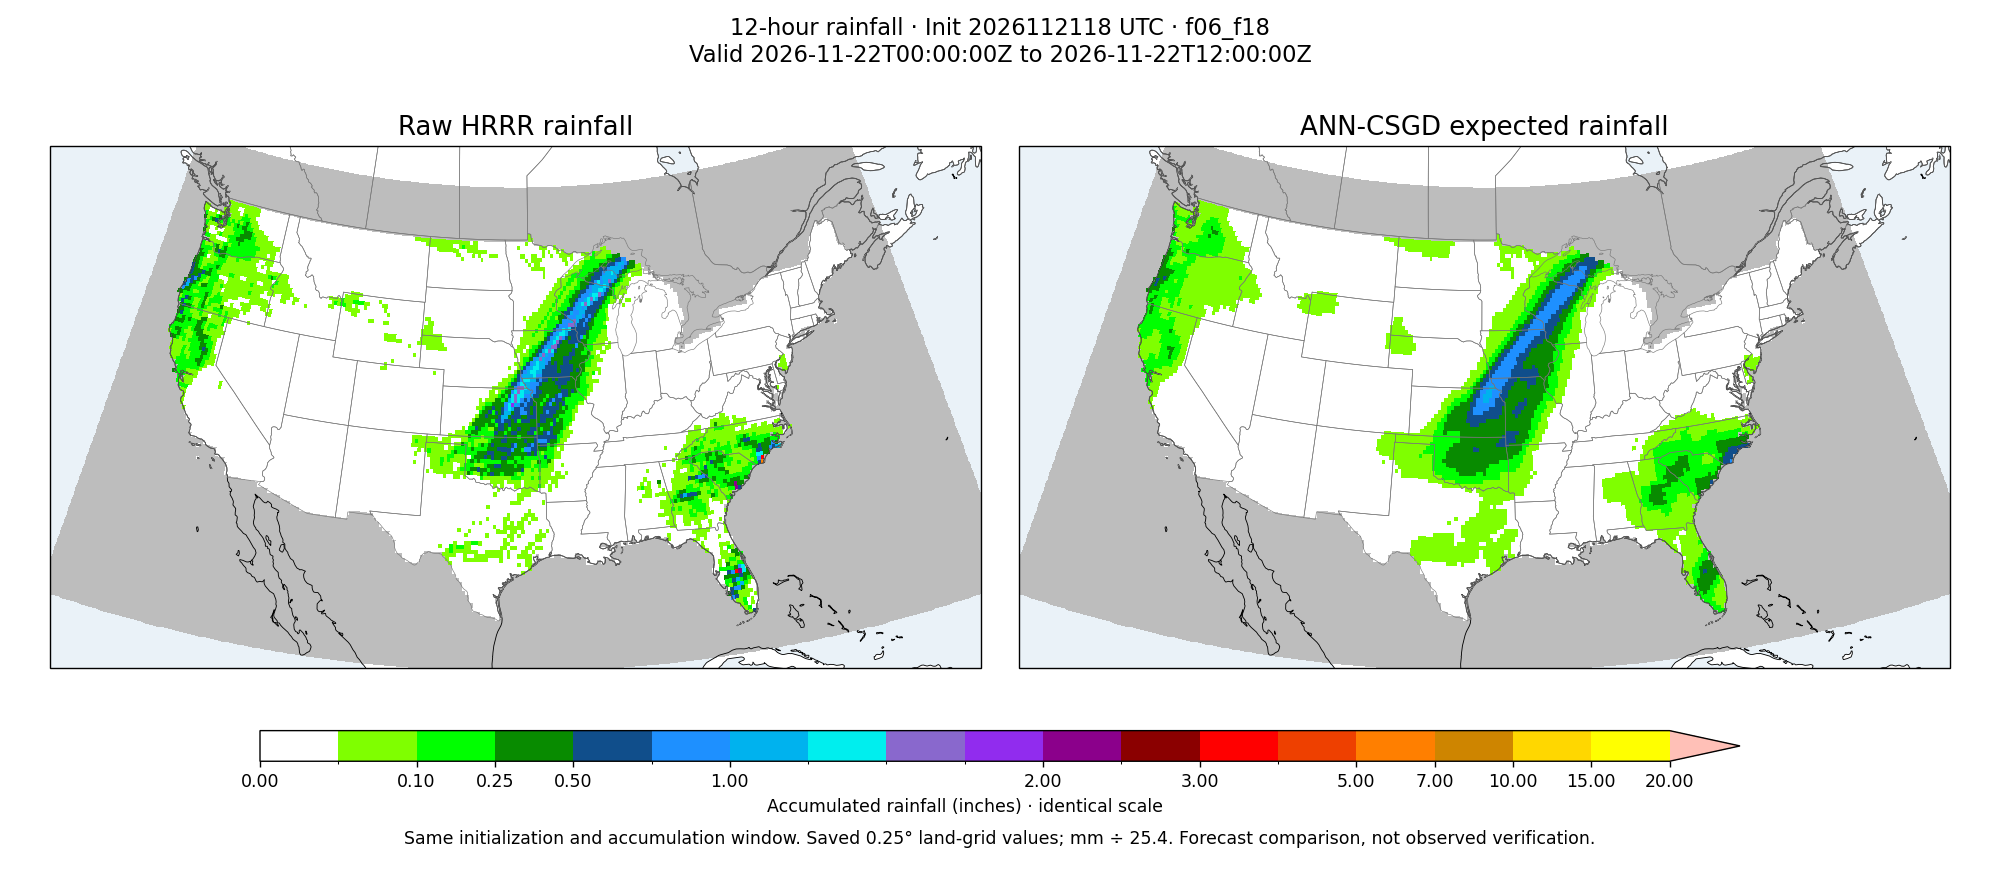 12-hour rainfall · Init 2026112118 UTC · f06_f18
Valid 2026-11-22T00:00:00Z to 2026-11-22T12:00:00Z
Raw HRRR rainfall
ANN-CSGD expected rainfall
0.00 0.10 0.25 0.50 1.00 2.00 3.00 5.00 7.00 10.00 15.00 20.00
Accumulated rainfall (inches) · identical scale
Same initialization and accumulation window. Saved 0.25° land-grid values; mm ÷ 25.4. Forecast comparison, not observed verification.